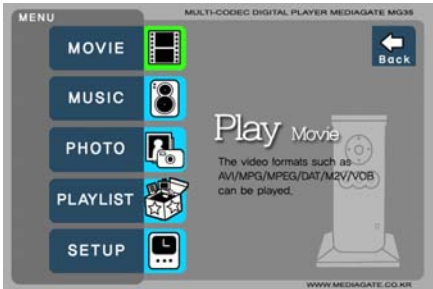 MENU
MULTI-CODEC DIGITAL PLAYER MEDIAGATE MG35
MOVIE
Back
MUSIC
PHOTO
PLAYLIST
SETUP
Play Movie
The video formats such as
AVI/MPG/MPEG/DAT/M2V/VOB
can be played.
WWW.MEDIAGATE.CO.KR